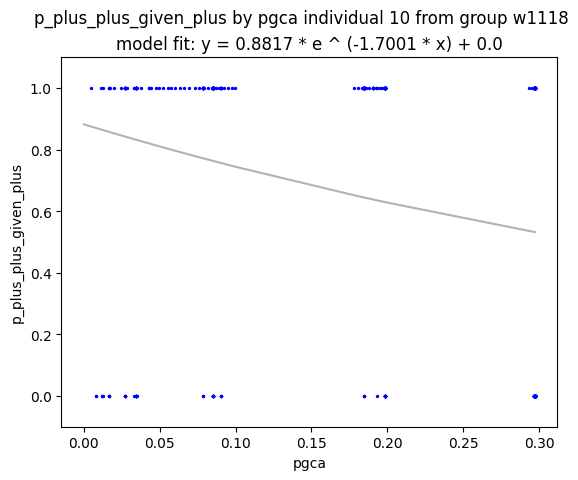 p_plus_plus_given_plus by pgca individual 10 from group w1118
model fit: y = 0.8817 * e ^ (-1.7001 * x) + 0.0
p_plus_plus_given_plus
1.0
0.8
0.6
0.4
0.2
0.0
0.00 0.05 0.10 0.15 0.20 0.25 0.30
pgca